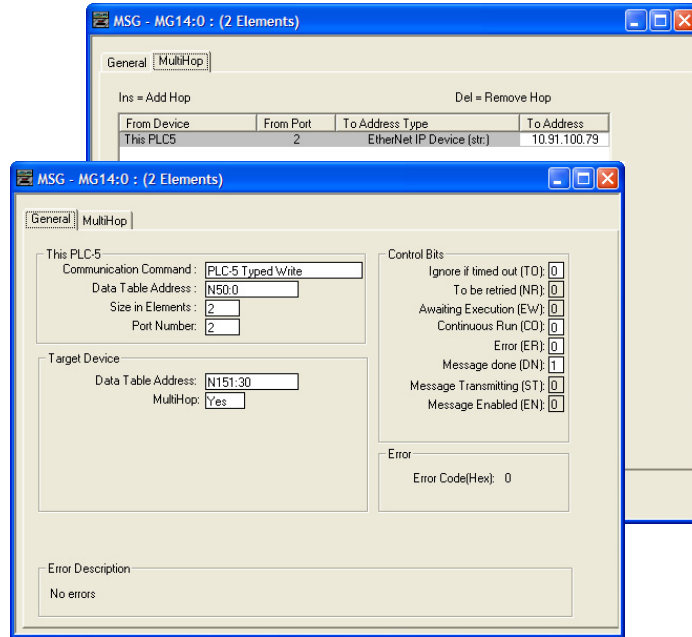 MSG - MG14:0 : (2 Elements)
General MultiHop
Ins = Add Hop Del = Remove Hop
From Device From Port To Address Type To Address
This PLC5 2 EtherNet IP Device (str.) 10.91.100.79
MSG - MG14:0 : (2 Elements)
General MultiHop
This PLC-5
Communication Command : PLC-5 Typed Write
Data Table Address : N50:0
Size in Elements : 2
Port Number: 2
Target Device
Data Table Address: N151:30
MultiHop: Yes
Control Bits
Ignore if timed out (TO): 0
To be retried (NR): 0
Awaiting Execution (EW): 0
Continuous Run (CO): 0
Error (ER): 0
Message done (DN): 1
Message Transmitting (ST): 0
Message Enabled (EN): 0
Error
Error Code(Hex): 0
Error Description
No errors